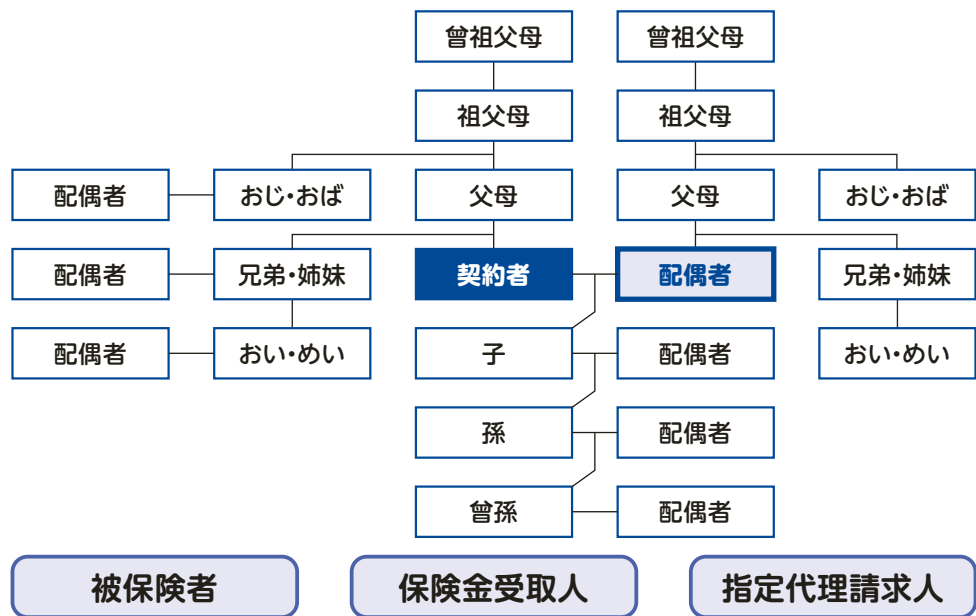 曾祖父母 曾祖父母
祖父母 祖父母
配偶者 おじ・おば 父母 父母 おじ・おば
配偶者 兄弟・姉妹 契約者 配偶者 兄弟・姉妹
配偶者 おい・めい 子 配偶者 おい・めい
孫 配偶者
曾孫 配偶者
被保険者 保険金受取人 指定代理請求人